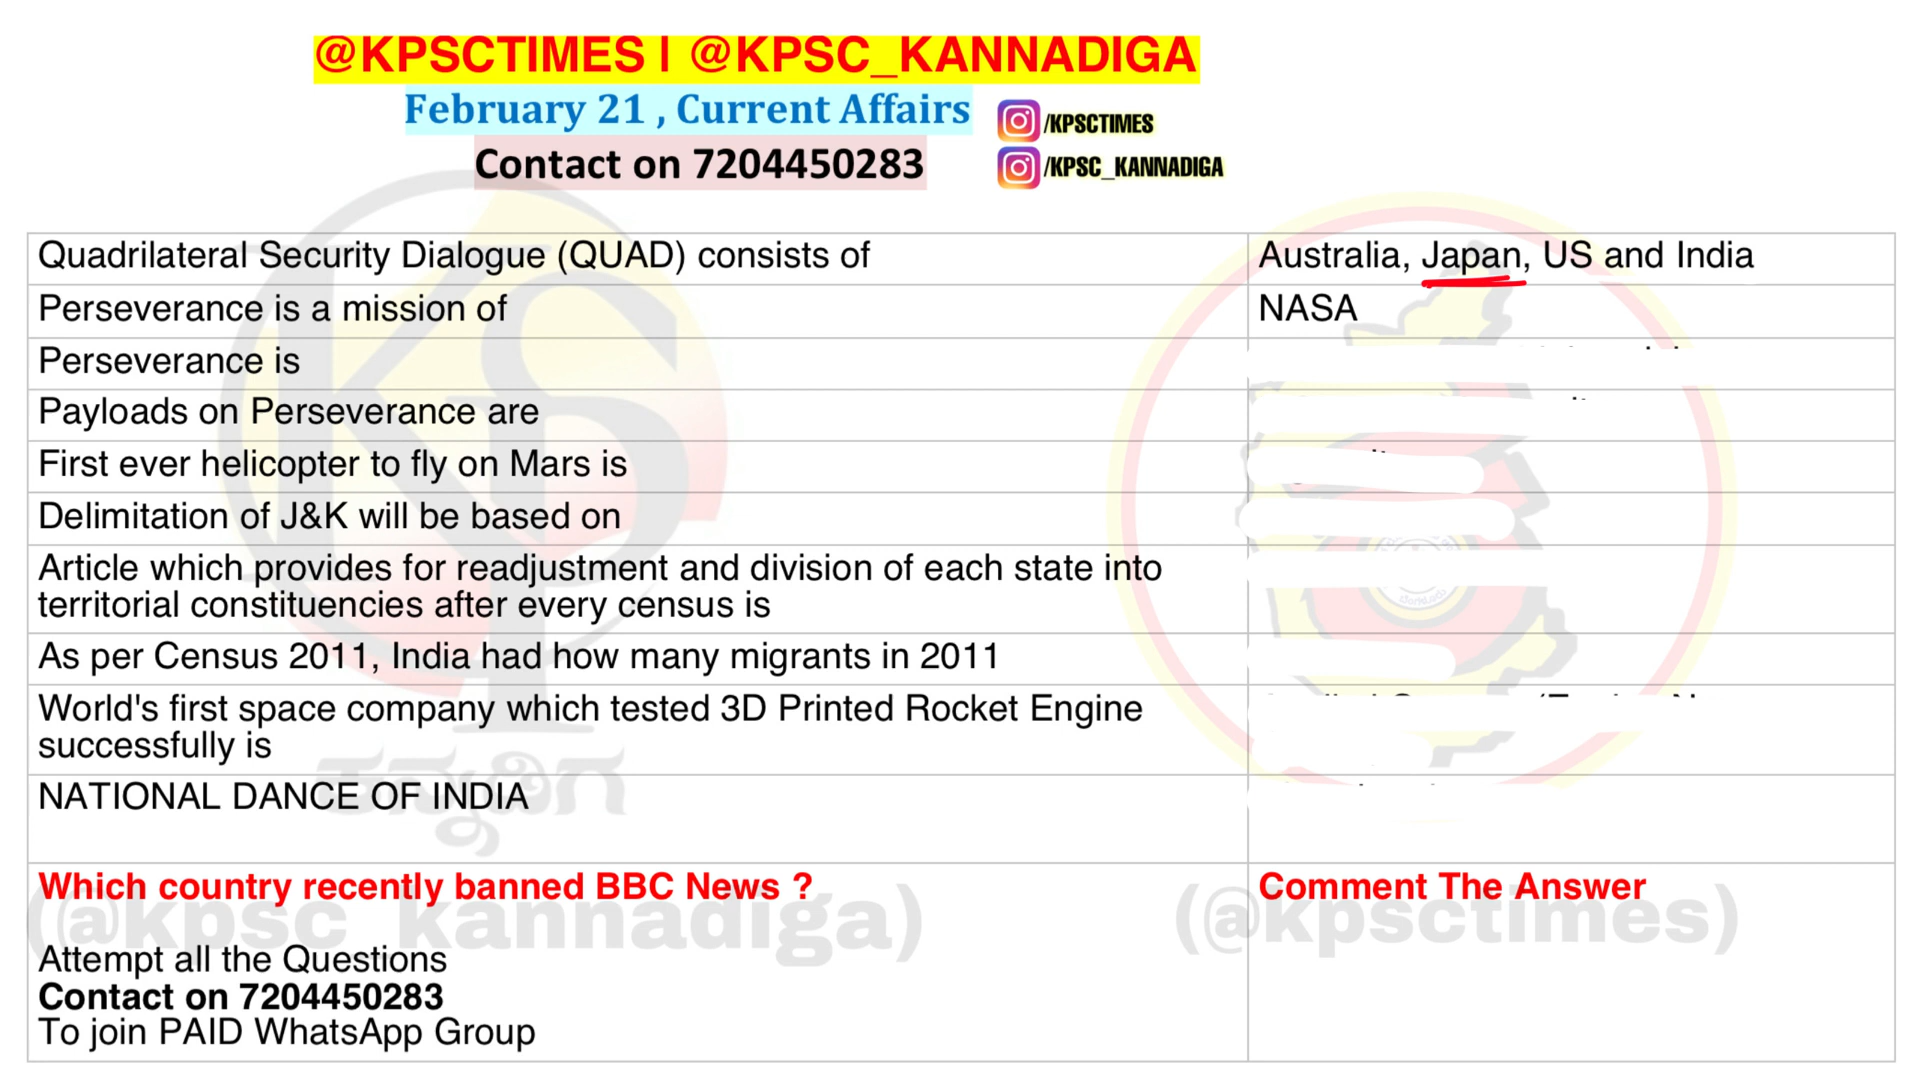 @KPSCTIMES | @KPSC_KANNADIGA
February 21 , Current Affairs
/KPSCTIMES
Contact on 7204450283
/KPSC_KANNADIGA
Quadrilateral Security Dialogue (QUAD) consists of
Australia, Japan, US and India
Perseverance is a mission of
NASA
Perseverance is
Payloads on Perseverance are
First ever helicopter to fly on Mars is
Delimitation of J&K will be based on
Article which provides for readjustment and division of each state into
territorial constituencies after every census is
As per Census 2011, India had how many migrants in 2011
World's first space company which tested 3D Printed Rocket Engine
successfully is
NATIONAL DANCE OF INDIA
ಕನ್ನಡಿಗ
Which country recently banned BBC News ?
Comment The Answer
(@kpsc_kannadiga)
(@kpsctimes)
Attempt all the Questions
Contact on 7204450283
To join PAID WhatsApp Group